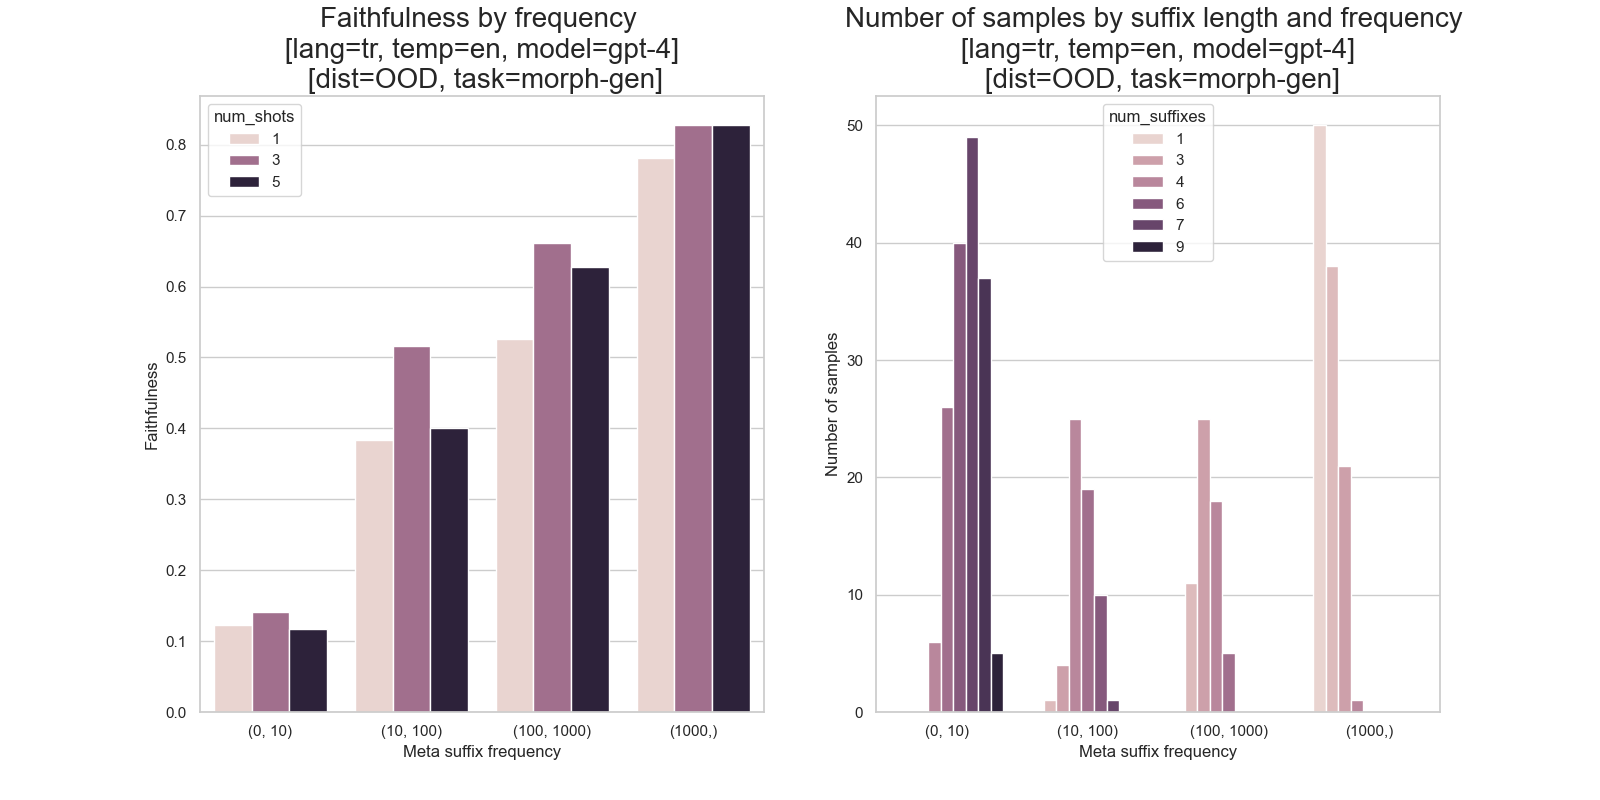 Faithfulness by frequency
[lang=tr, temp=en, model=gpt-4]
[dist=OOD, task=morph-gen]
num_shots
1
3
5
0.8
0.7
0.6
0.5
0.4
0.3
0.2
0.1
0.0
Faithfulness
(0, 10)
(10, 100)
(100, 1000)
(1000,)
Meta suffix frequency
Number of samples by suffix length and frequency
[lang=tr, temp=en, model=gpt-4]
[dist=OOD, task=morph-gen]
num_suffixes
1
3
4
6
7
9
50
40
30
20
10
0
Number of samples
(0, 10)
(10, 100)
(100, 1000)
(1000,)
Meta suffix frequency